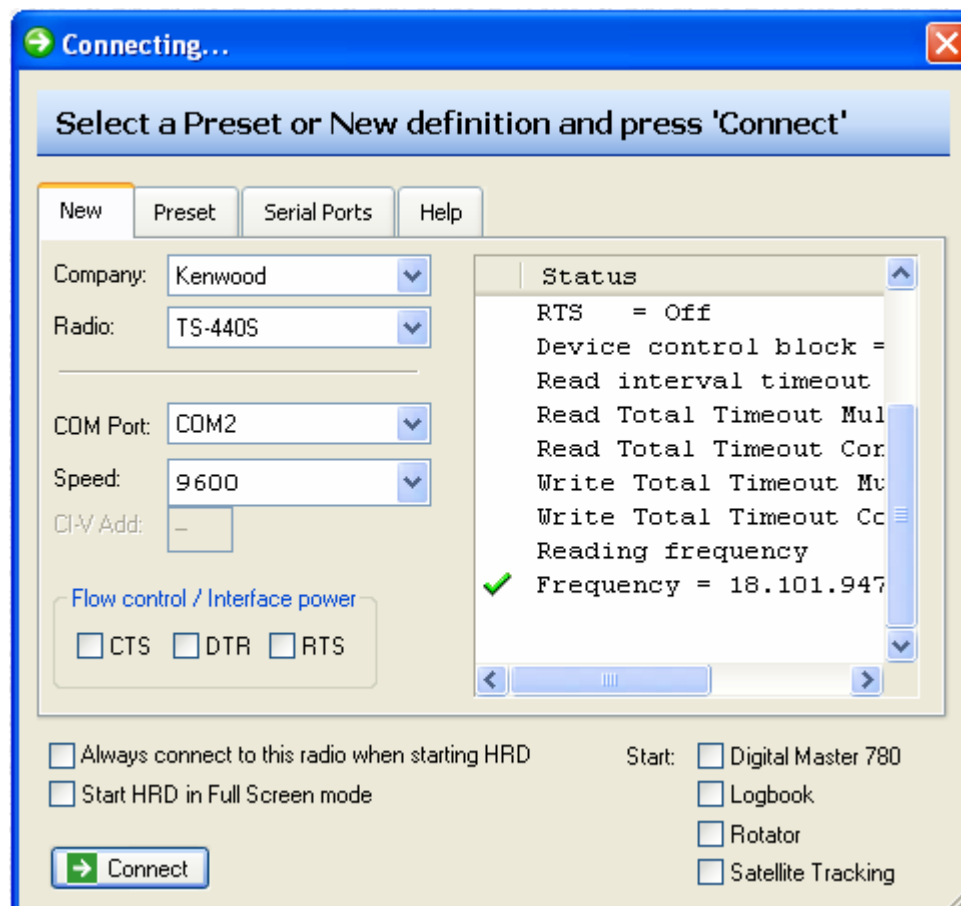 Connecting...
Select a Preset or New definition and press 'Connect'
New Preset Serial Ports Help
Company: Kenwood
Radio: TS-440S
COM Port: COM2
Speed: 9600
CI-V Add: –
Flow control / Interface power
CTS DTR RTS
Status
RTS = Off
Device control block =
Read interval timeout
Read Total Timeout Mul
Read Total Timeout Con
Write Total Timeout Mu
Write Total Timeout Co
Reading frequency
Frequency = 18.101.947
Always connect to this radio when starting HRD
Start HRD in Full Screen mode
Start: Digital Master 780
Logbook
Rotator
Satellite Tracking
Connect